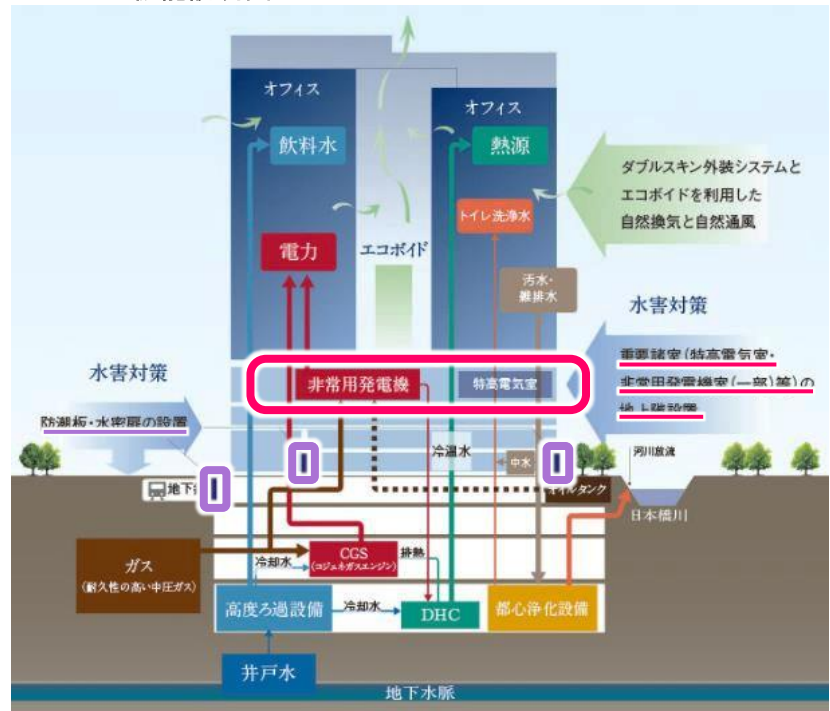 オフィス
オフィス
飲料水
熱源
ダブルスキン外装システムと
エコボイドを利用した
自然換気と自然通風
トイレ洗浄水
電力
エコボイド
汚水・
雑排水
水害対策
重要諸室(特高電気室・
非常用発電機室(一部)等)の
地上階設置
水害対策
非常用発電機
特高電気室
防潮板・水密扉の設置
冷温水
中水
河川放流
地下
オイルタンク
日本橋川
ガス
(耐久性の高い中圧ガス)
冷却水
CGS
(コジェネガスエンジン)
排熱
高度ろ過設備
冷却水
DHC
都心浄化設備
井戸水
地下水脈